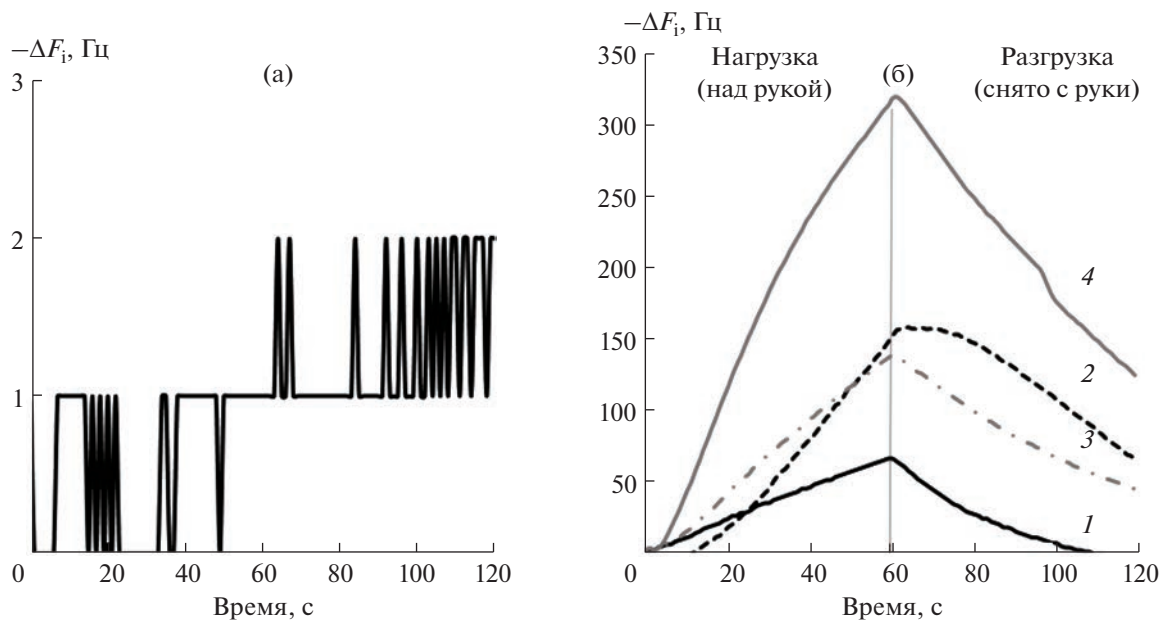 −ΔFi, Гц
3
(а)
2
1
0
20
40
60
80
100
120
Время, с
−ΔFi, Гц
350
Нагрузка
(над рукой)
(б)
Разгрузка
(снято с руки)
300
250
200
4
150
2
100
3
50
1
0
20
40
60
80
100
120
Время, с